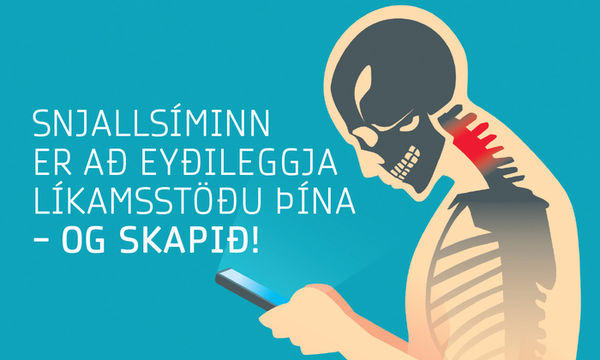 SNJALLSÍMINN
ER AÐ EYÐILEGGJA
LÍKAMSSTÖÐU ÞÍNA
– OG SKAPIÐ!